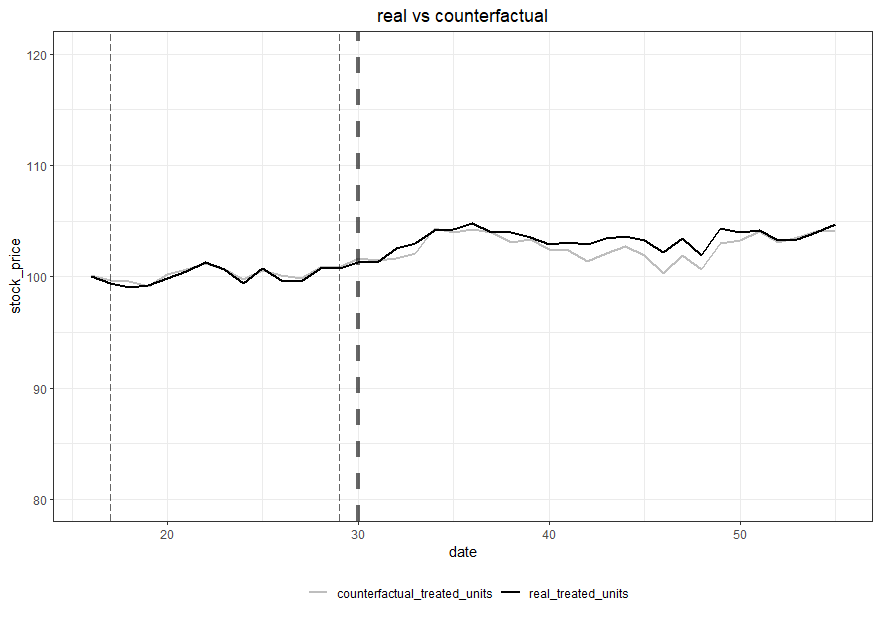 real vs counterfactual
120
110
100
90
80
stock_price
20
30
40
50
date
counterfactual_treated_units
real_treated_units